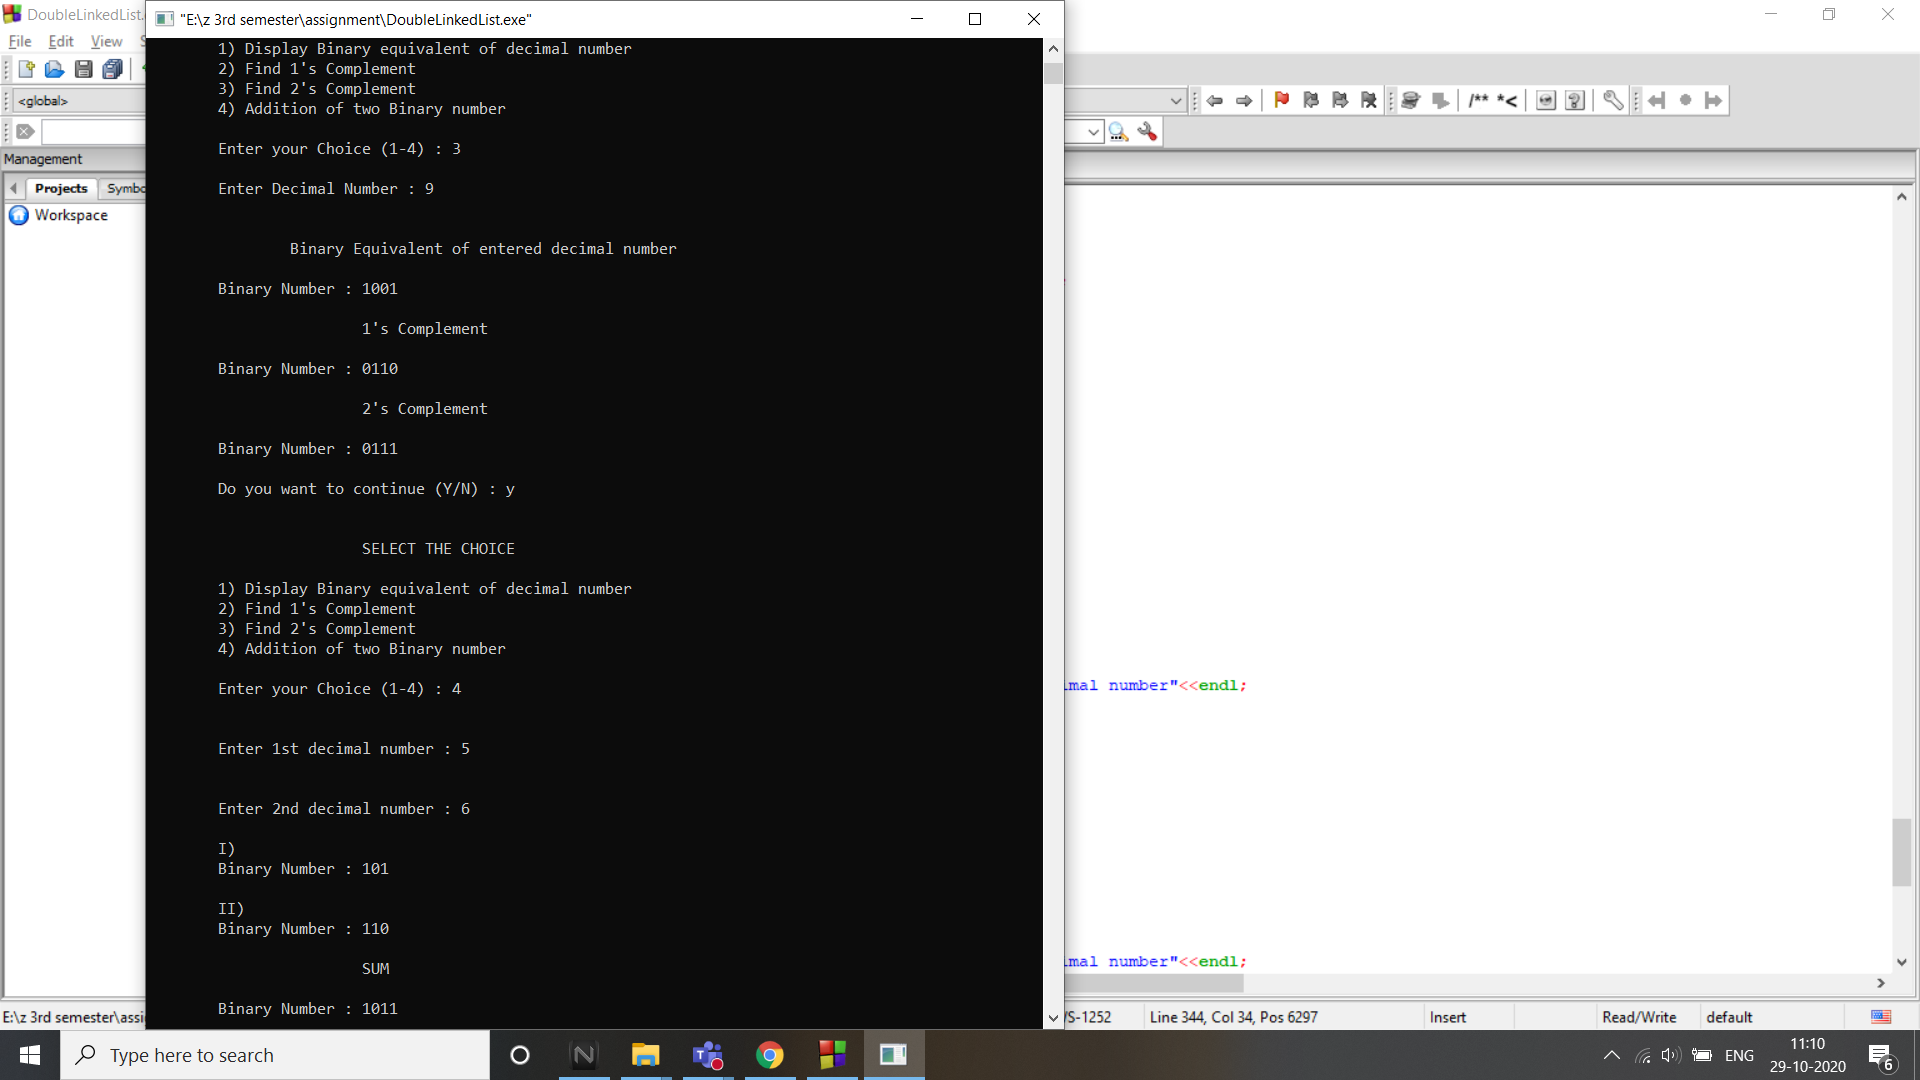 DoubleLinkedList.
"E:\z 3rd semester\assignment\DoubleLinkedList.exe"
File Edit View S
<global>
Management
Projects Symbo
Workspace
1) Display Binary equivalent of decimal number
2) Find 1's Complement
3) Find 2's Complement
4) Addition of two Binary number
Enter your Choice (1-4) : 3
Enter Decimal Number : 9
Binary Equivalent of entered decimal number
Binary Number : 1001
1's Complement
Binary Number : 0110
2's Complement
Binary Number : 0111
Do you want to continue (Y/N) : y
SELECT THE CHOICE
1) Display Binary equivalent of decimal number
2) Find 1's Complement
3) Find 2's Complement
4) Addition of two Binary number
Enter your Choice (1-4) : 4
Enter 1st decimal number : 5
Enter 2nd decimal number : 6
I)
Binary Number : 101
II)
Binary Number : 110
SUM
Binary Number : 1011
/** *<
imal number"<<endl;
imal number"<<endl;
E:\z 3rd semester\assi
S-1252 Line 344, Col 34, Pos 6297 Insert Read/Write default
Type here to search
ENG
11:10
29-10-2020
6